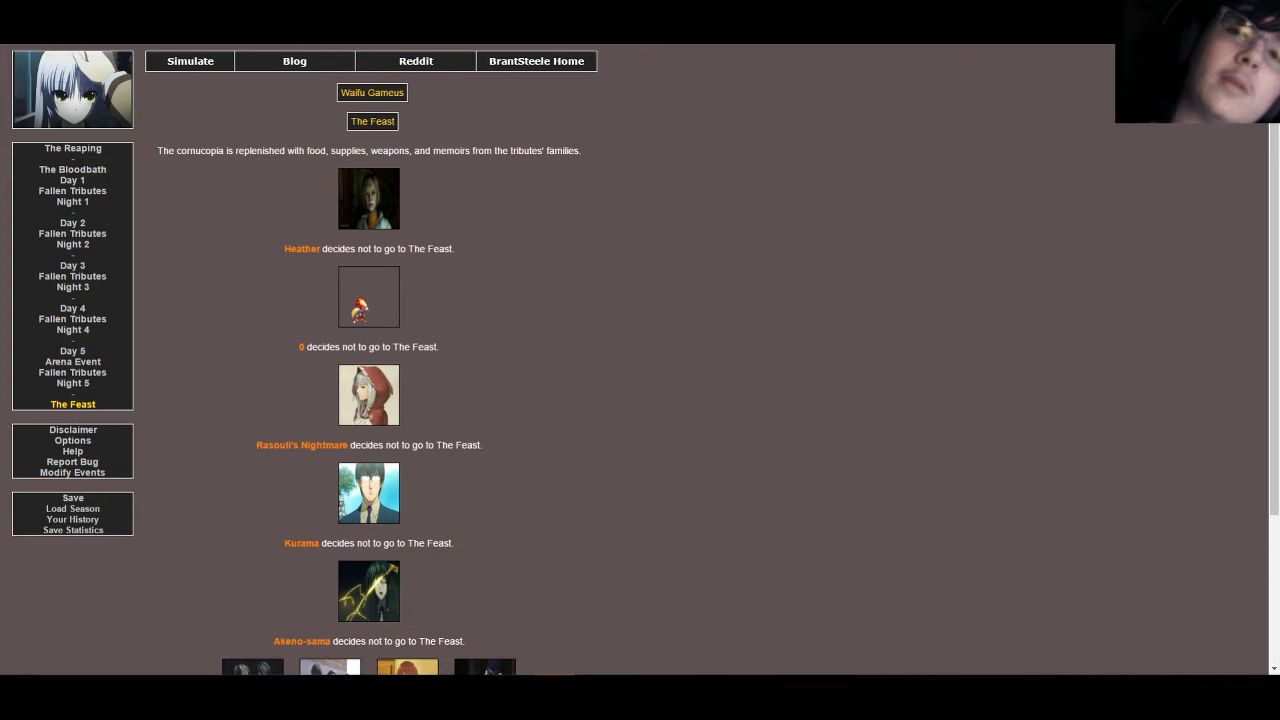 Simulate
Blog
Reddit
BrantSteele Home
The Reaping
-
The Bloodbath
Day 1
Fallen Tributes
Night 1
-
Day 2
Fallen Tributes
Night 2
-
Day 3
Fallen Tributes
Night 3
-
Day 4
Fallen Tributes
Night 4
-
Day 5
Arena Event
Fallen Tributes
Night 5
-
The Feast
Disclaimer
Options
Help
Report Bug
Modify Events
Save
Load Season
Your History
Save Statistics
Waifu Gameus
The Feast
The cornucopia is replenished with food, supplies, weapons, and memoirs from the tributes' families.
Heather decides not to go to The Feast.
0 decides not to go to The Feast.
Rasouli's Nightmare decides not to go to The Feast.
Kurama decides not to go to The Feast.
Akeno-sama decides not to go to The Feast.